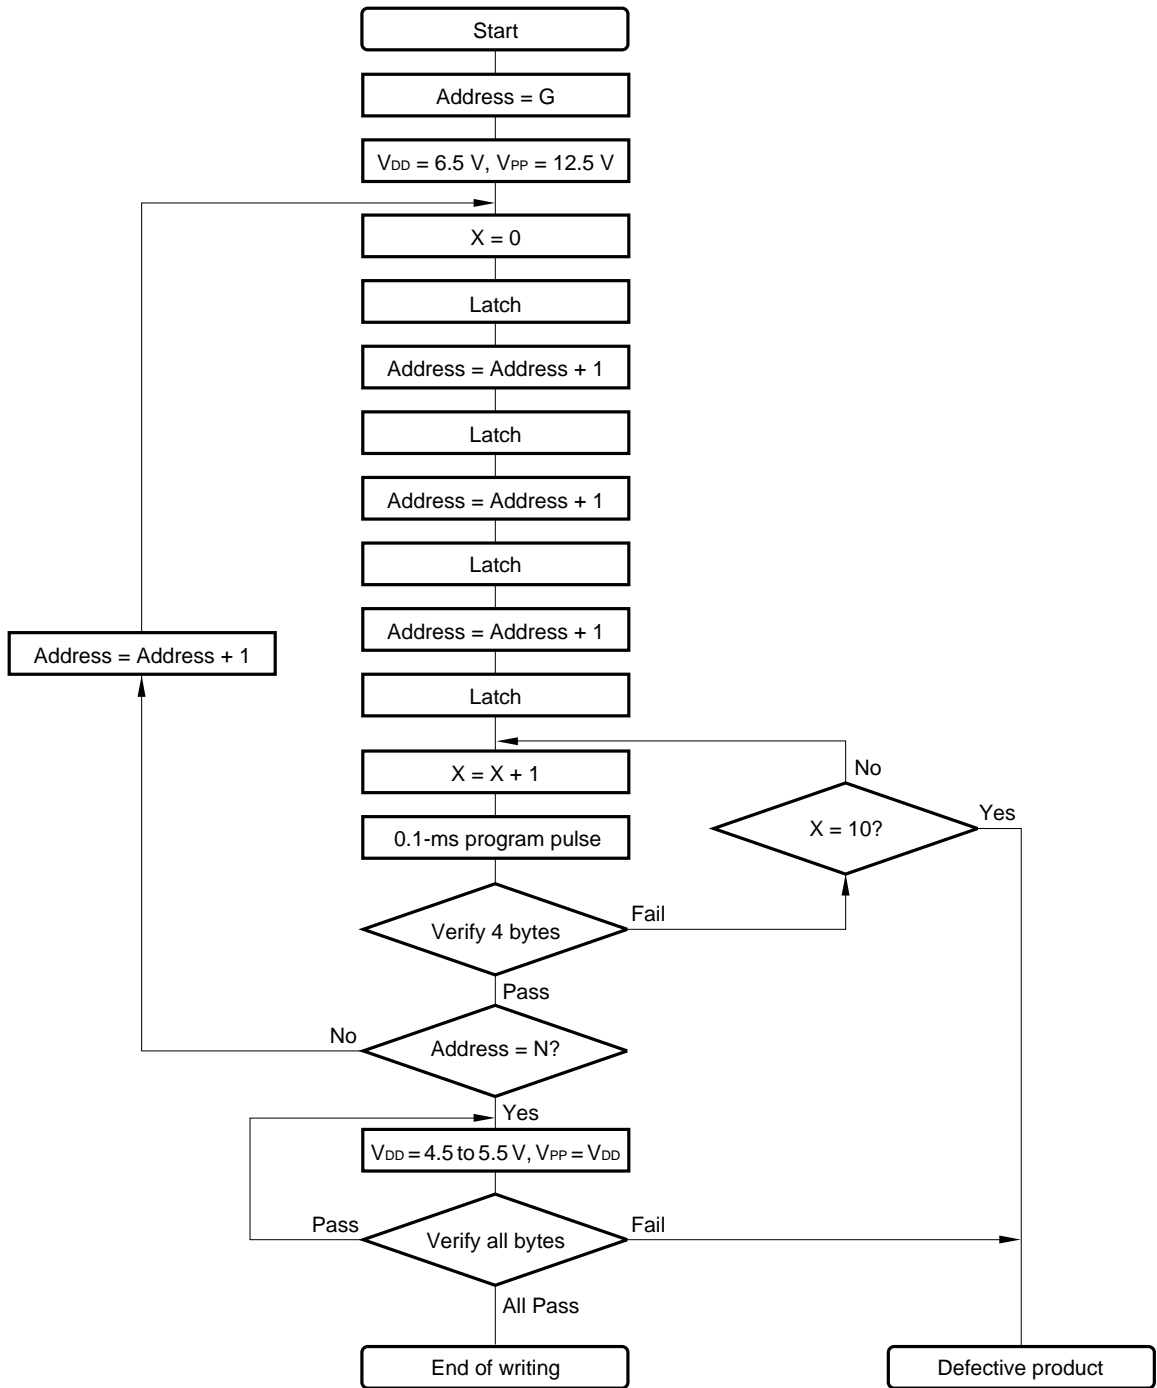 Start
Address = G
VDD = 6.5 V, VPP = 12.5 V
X = 0
Latch
Address = Address + 1
Latch
Address = Address + 1
Latch
Address = Address + 1
Address = Address + 1
Latch
X = X + 1
No
X = 10?
Yes
0.1-ms program pulse
Verify 4 bytes
Fail
Pass
No
Address = N?
Yes
VDD = 4.5 to 5.5 V, VPP = VDD
Pass
Verify all bytes
Fail
All Pass
End of writing
Defective product